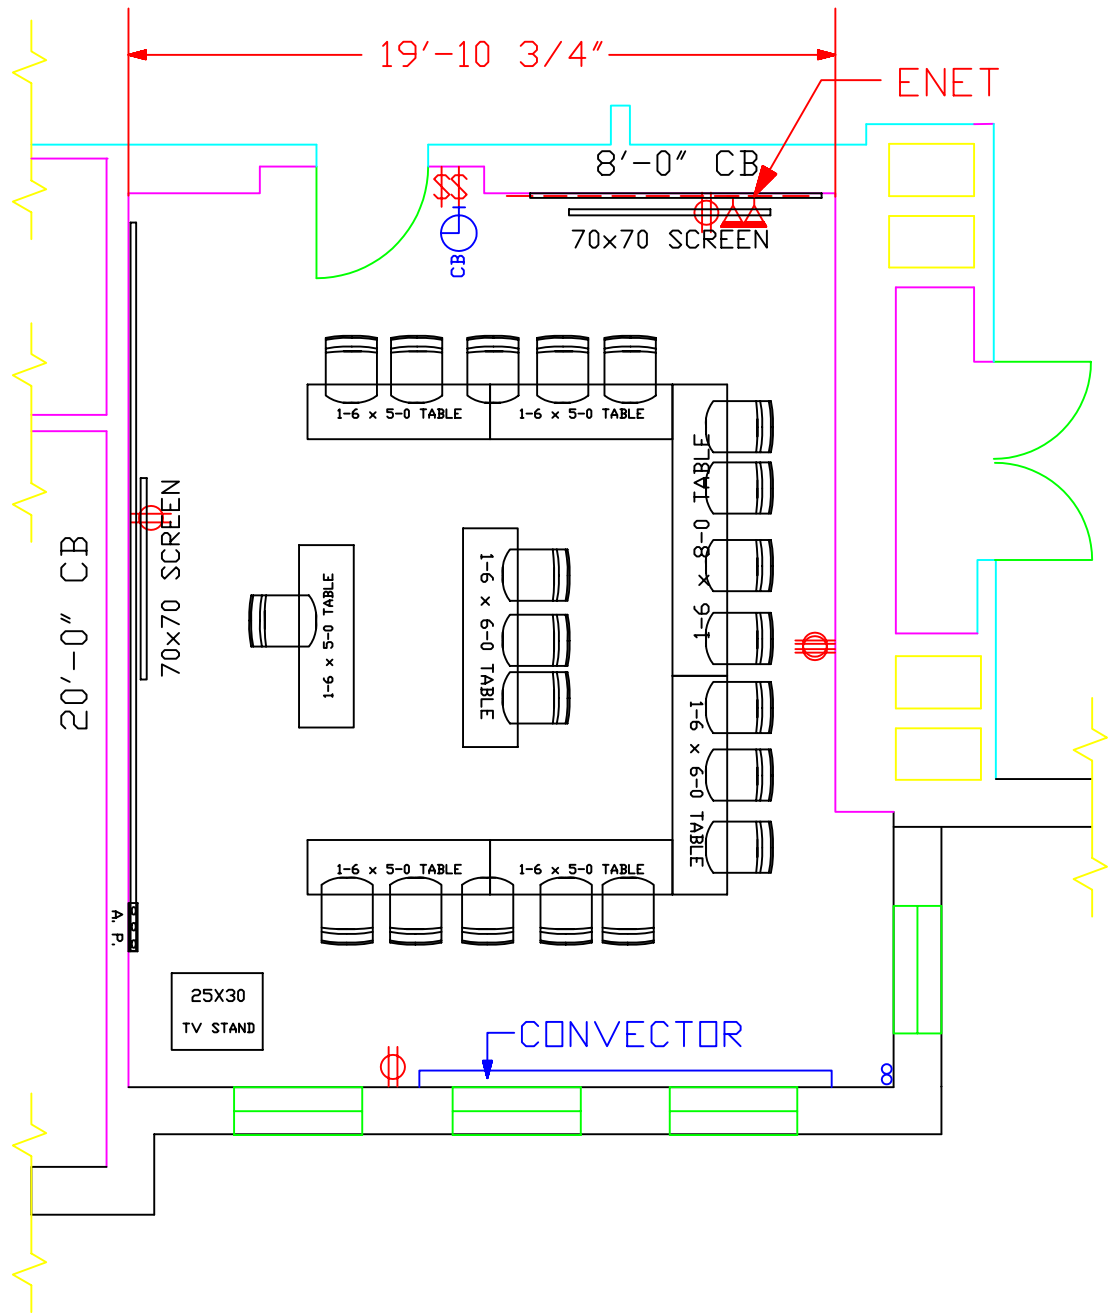 19'-10 3/4"
ENET
8'-0" CB
70x70 SCREEN
CB
1-6 x 5-0 TABLE
1-6 x 5-0 TABLE
1-6 x 8-0 TABLE
20'-0" CB
70x70 SCREEN
1-6 x 5-0 TABLE
1-6 x 6-0 TABLE
1-6 x 6-0 TABLE
1-6 x 5-0 TABLE
1-6 x 5-0 TABLE
A. P.
25X30
TV STAND
CONVECTOR